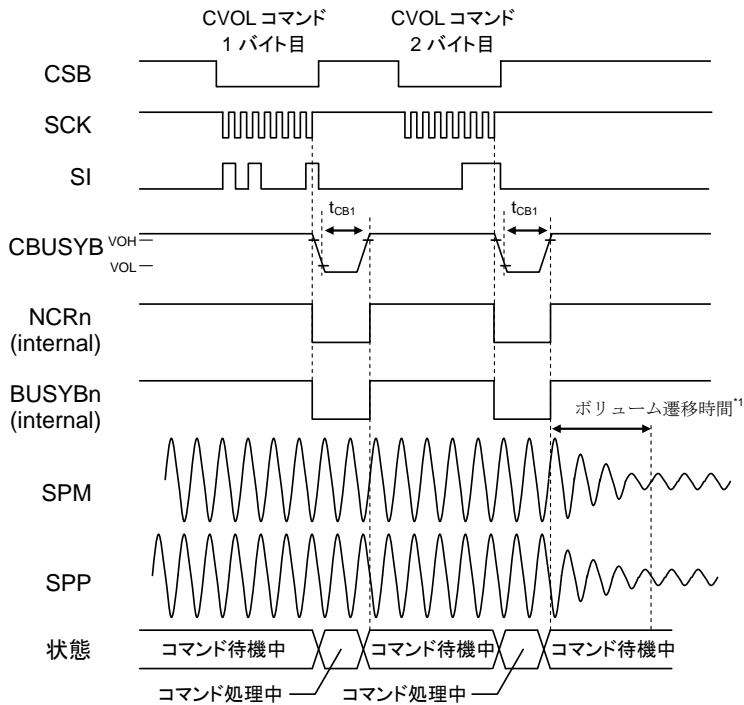 CVOL コマンド
1 バイト目
CVOL コマンド
2 バイト目
CSB
SCK
SI
tCB1
tCB1
CBUSYB
VOH
VOL
NCRn
(internal)
BUSYBn
(internal)
ボリューム遷移時間*1
SPM
SPP
状態
コマンド待機中
コマンド待機中
コマンド待機中
コマンド処理中
コマンド処理中